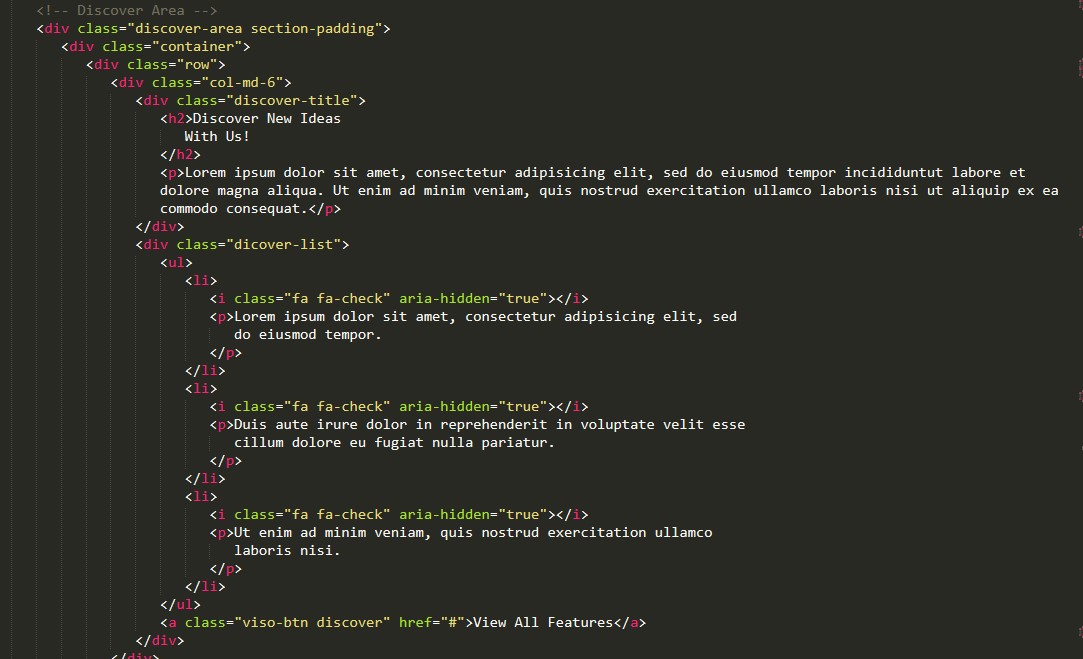 <!-- Discover Area -->
<div class="discover-area section-padding">
<div class="container">
<div class="row">
<div class="col-md-6">
<div class="discover-title">
<h2>Discover New Ideas
With Us!
</h2>
<p>Lorem ipsum dolor sit amet, consectetur adipisicing elit, sed do eiusmod tempor incididuntut labore et
dolore magna aliqua. Ut enim ad minim veniam, quis nostrud exercitation ullamco laboris nisi ut aliquip ex ea
commodo consequat.</p>
</div>
<div class="dicover-list">
<ul>
<li>
<i class="fa fa-check" aria-hidden="true"></i>
<p>Lorem ipsum dolor sit amet, consectetur adipisicing elit, sed
do eiusmod tempor.
</p>
</li>
<li>
<i class="fa fa-check" aria-hidden="true"></i>
<p>Duis aute irure dolor in reprehenderit in voluptate velit esse
cillum dolore eu fugiat nulla pariatur.
</p>
</li>
<li>
<i class="fa fa-check" aria-hidden="true"></i>
<p>Ut enim ad minim veniam, quis nostrud exercitation ullamco
laboris nisi.
</p>
</li>
</ul>
<a class="viso-btn discover" href="#">View All Features</a>
</div>
</div>